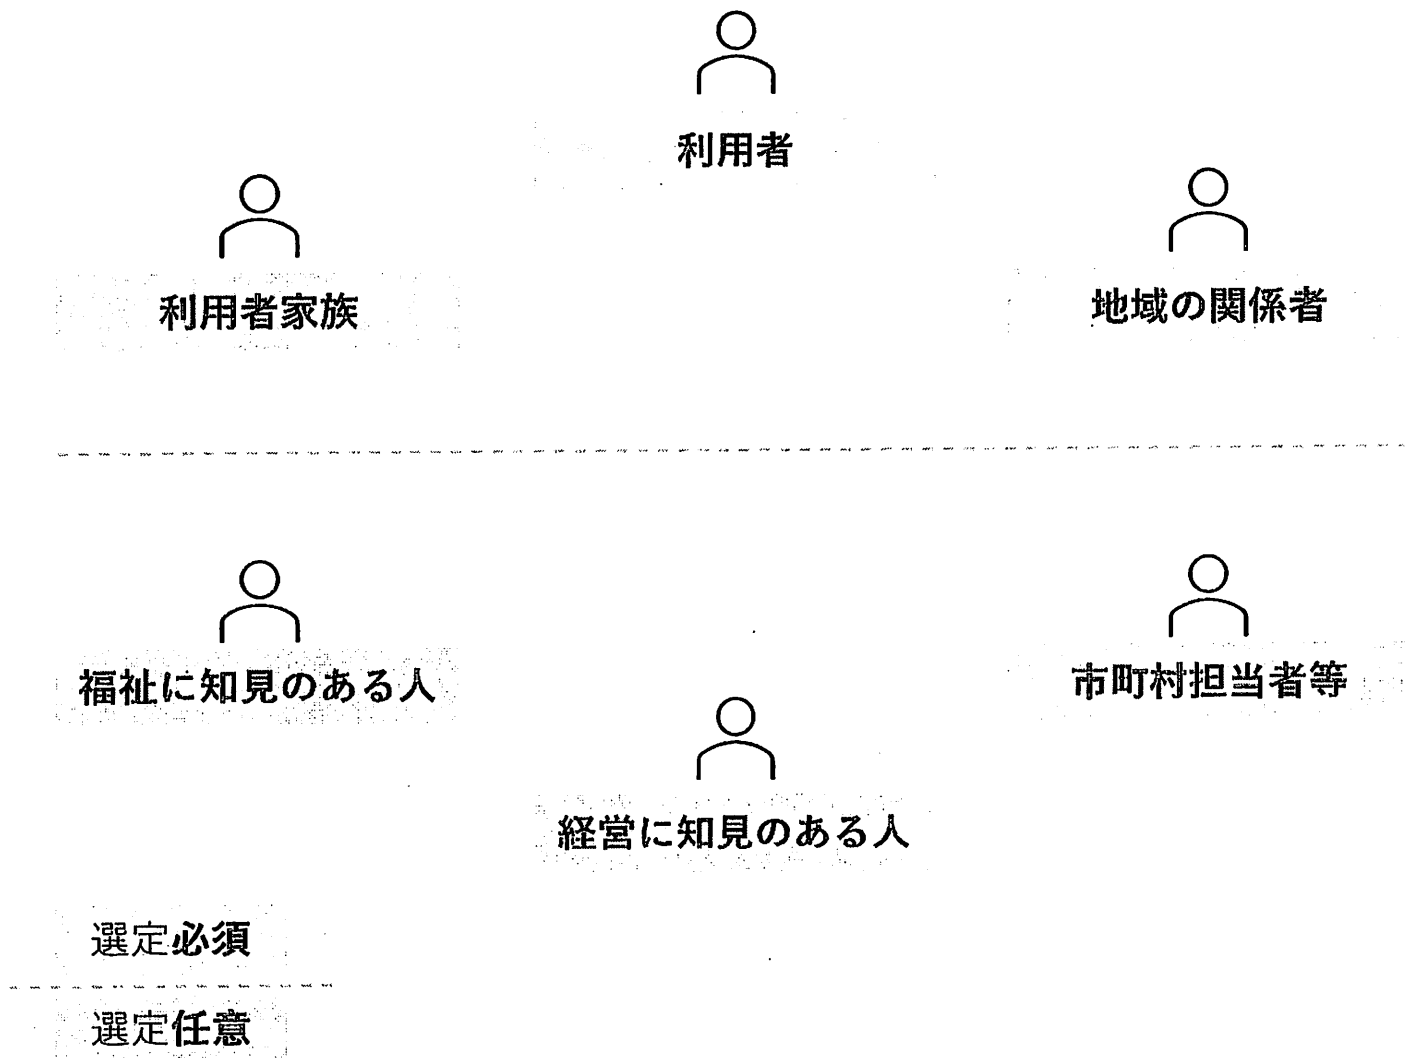 利用者
利用者家族
地域の関係者
福祉に知見のある人
市町村担当者等
経営に知見のある人
選定必須
選定任意